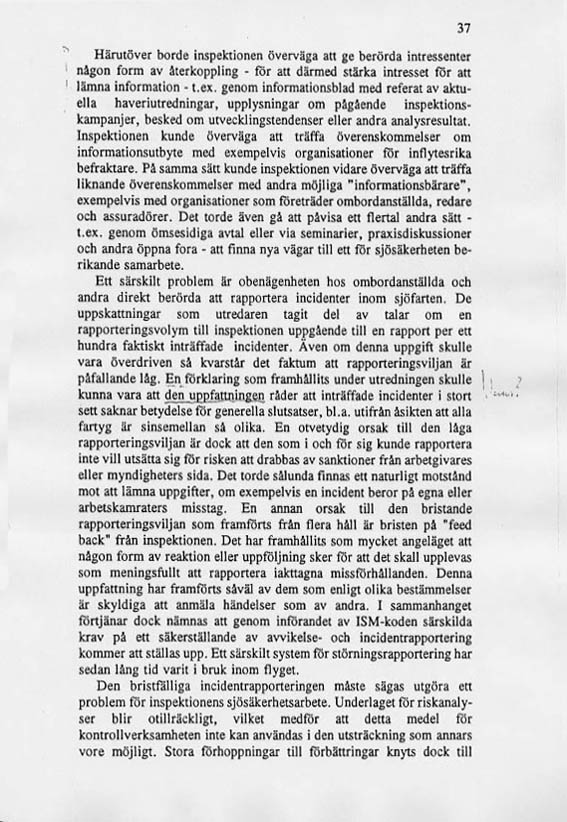 37
Härutöver borde inspektionen överväga att ge berörda intressenter
någon form av återkoppling - för att därmed stärka intresset för att
lämna information - t.ex. genom informationsblad med referat av aktu-
ella haveriutredningar, upplysningar om pågående inspektions-
kampanjer, besked om utvecklingstendenser eller andra analysresultat.
Inspektionen kunde överväga att träffa överenskommelser om
informationsutbyte med exempelvis organisationer för inflytesrika
befraktare. På samma sätt kunde inspektionen vidare överväga att träffa
liknande överenskommelser med andra möjliga "informationsbärare",
exempelvis med organisationer som företräder ombordanställda, redare
och assuradörer. Det torde även gå att påvisa ett flertal andra sätt -
t.ex. genom ömsesidiga avtal eller via seminarier, praxisdiskussioner
och andra öppna fora - att finna nya vägar till ett för sjösäkerheten be-
rikande samarbete.
Ett särskilt problem är obenägenheten hos ombordanställda och
andra direkt berörda att rapportera incidenter inom sjöfarten. De
uppskattningar som utredaren tagit del av talar om en
rapporteringsvolym till inspektionen uppgående till en rapport per ett
hundra faktiskt inträffade incidenter. Även om denna uppgift skulle
vara överdriven så kvarstår det faktum att rapporteringsviljan är
påfallande låg. En förklaring som framhållits under utredningen skulle
kunna vara att den uppfattningen råder att inträffade incidenter i stort
sett saknar betydelse för generella slutsatser, bl.a. utifrån åsikten att alla
fartyg är sinsemellan så olika. En otvetydig orsak till den låga
rapporteringsviljan är dock att den som i och för sig kunde rapportera
inte vill utsätta sig för risken att drabbas av sanktioner från arbetgivares
eller myndigheters sida. Det torde sålunda finnas ett naturligt motstånd
mot att lämna uppgifter, om exempelvis en incident beror på egna eller
arbetskamraters misstag. En annan orsak till den bristande
rapporteringsviljan som framförts från flera håll är bristen på "feed
back" från inspektionen. Det har framhållits som mycket angeläget att
någon form av reaktion eller uppföljning sker för att det skall upplevas
som meningsfullt att rapportera iakttagna missförhållanden. Denna
uppfattning har framförts såväl av dem som enligt olika bestämmelser
är skyldiga att anmäla händelser som av andra. I sammanhanget
förtjänar dock nämnas att genom införandet av ISM-koden särskilda
krav på ett säkerställande av avvikelse- och incidentrapportering
kommer att ställas upp. Ett särskilt system för störningsrapportering har
sedan lång tid varit i bruk inom flyget.
Den bristfälliga incidentrapporteringen måste sägas utgöra ett
problem för inspektionens sjösäkerhetsarbete. Underlaget för riskanaly-
ser blir otillräckligt, vilket medför att detta medel för
kontrollverksamheten inte kan användas i den utsträckning som annars
vore möjligt. Stora förhoppningar till förbättringar knyts dock till